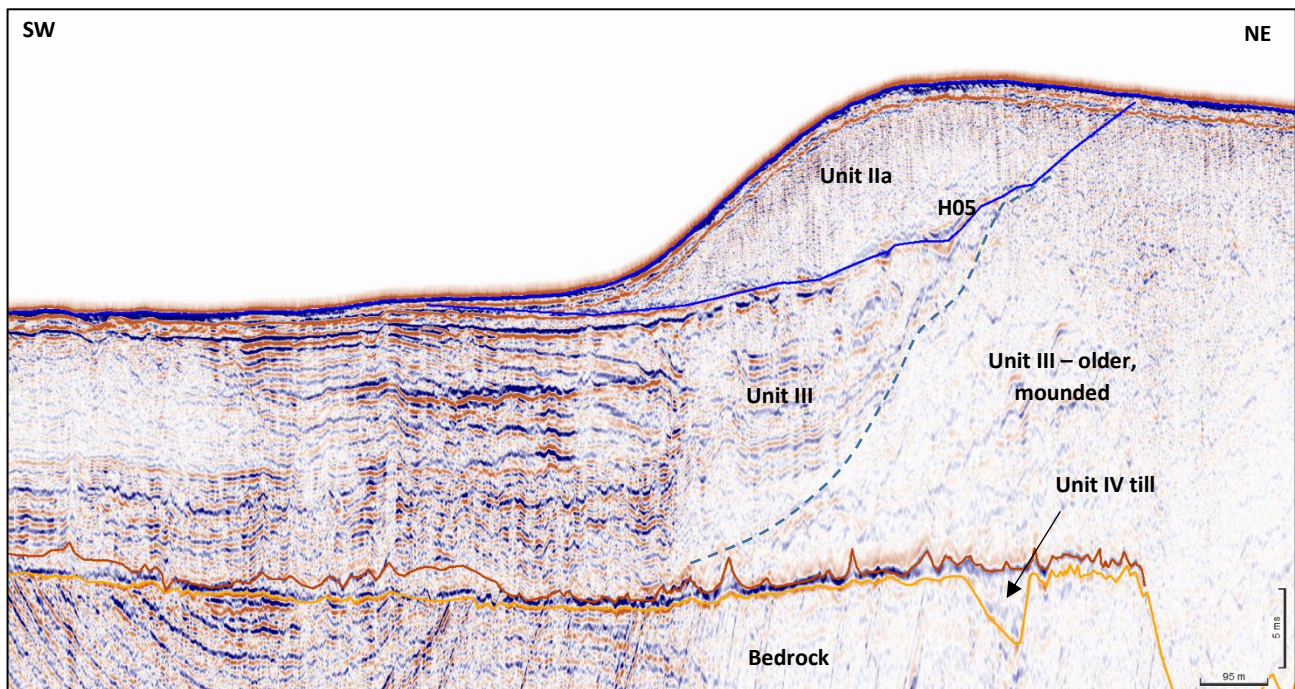 SW
NE
Unit IIa
H05
Unit III – older,
mounded
Unit III
Unit IV till
5 ms
Bedrock
95 m